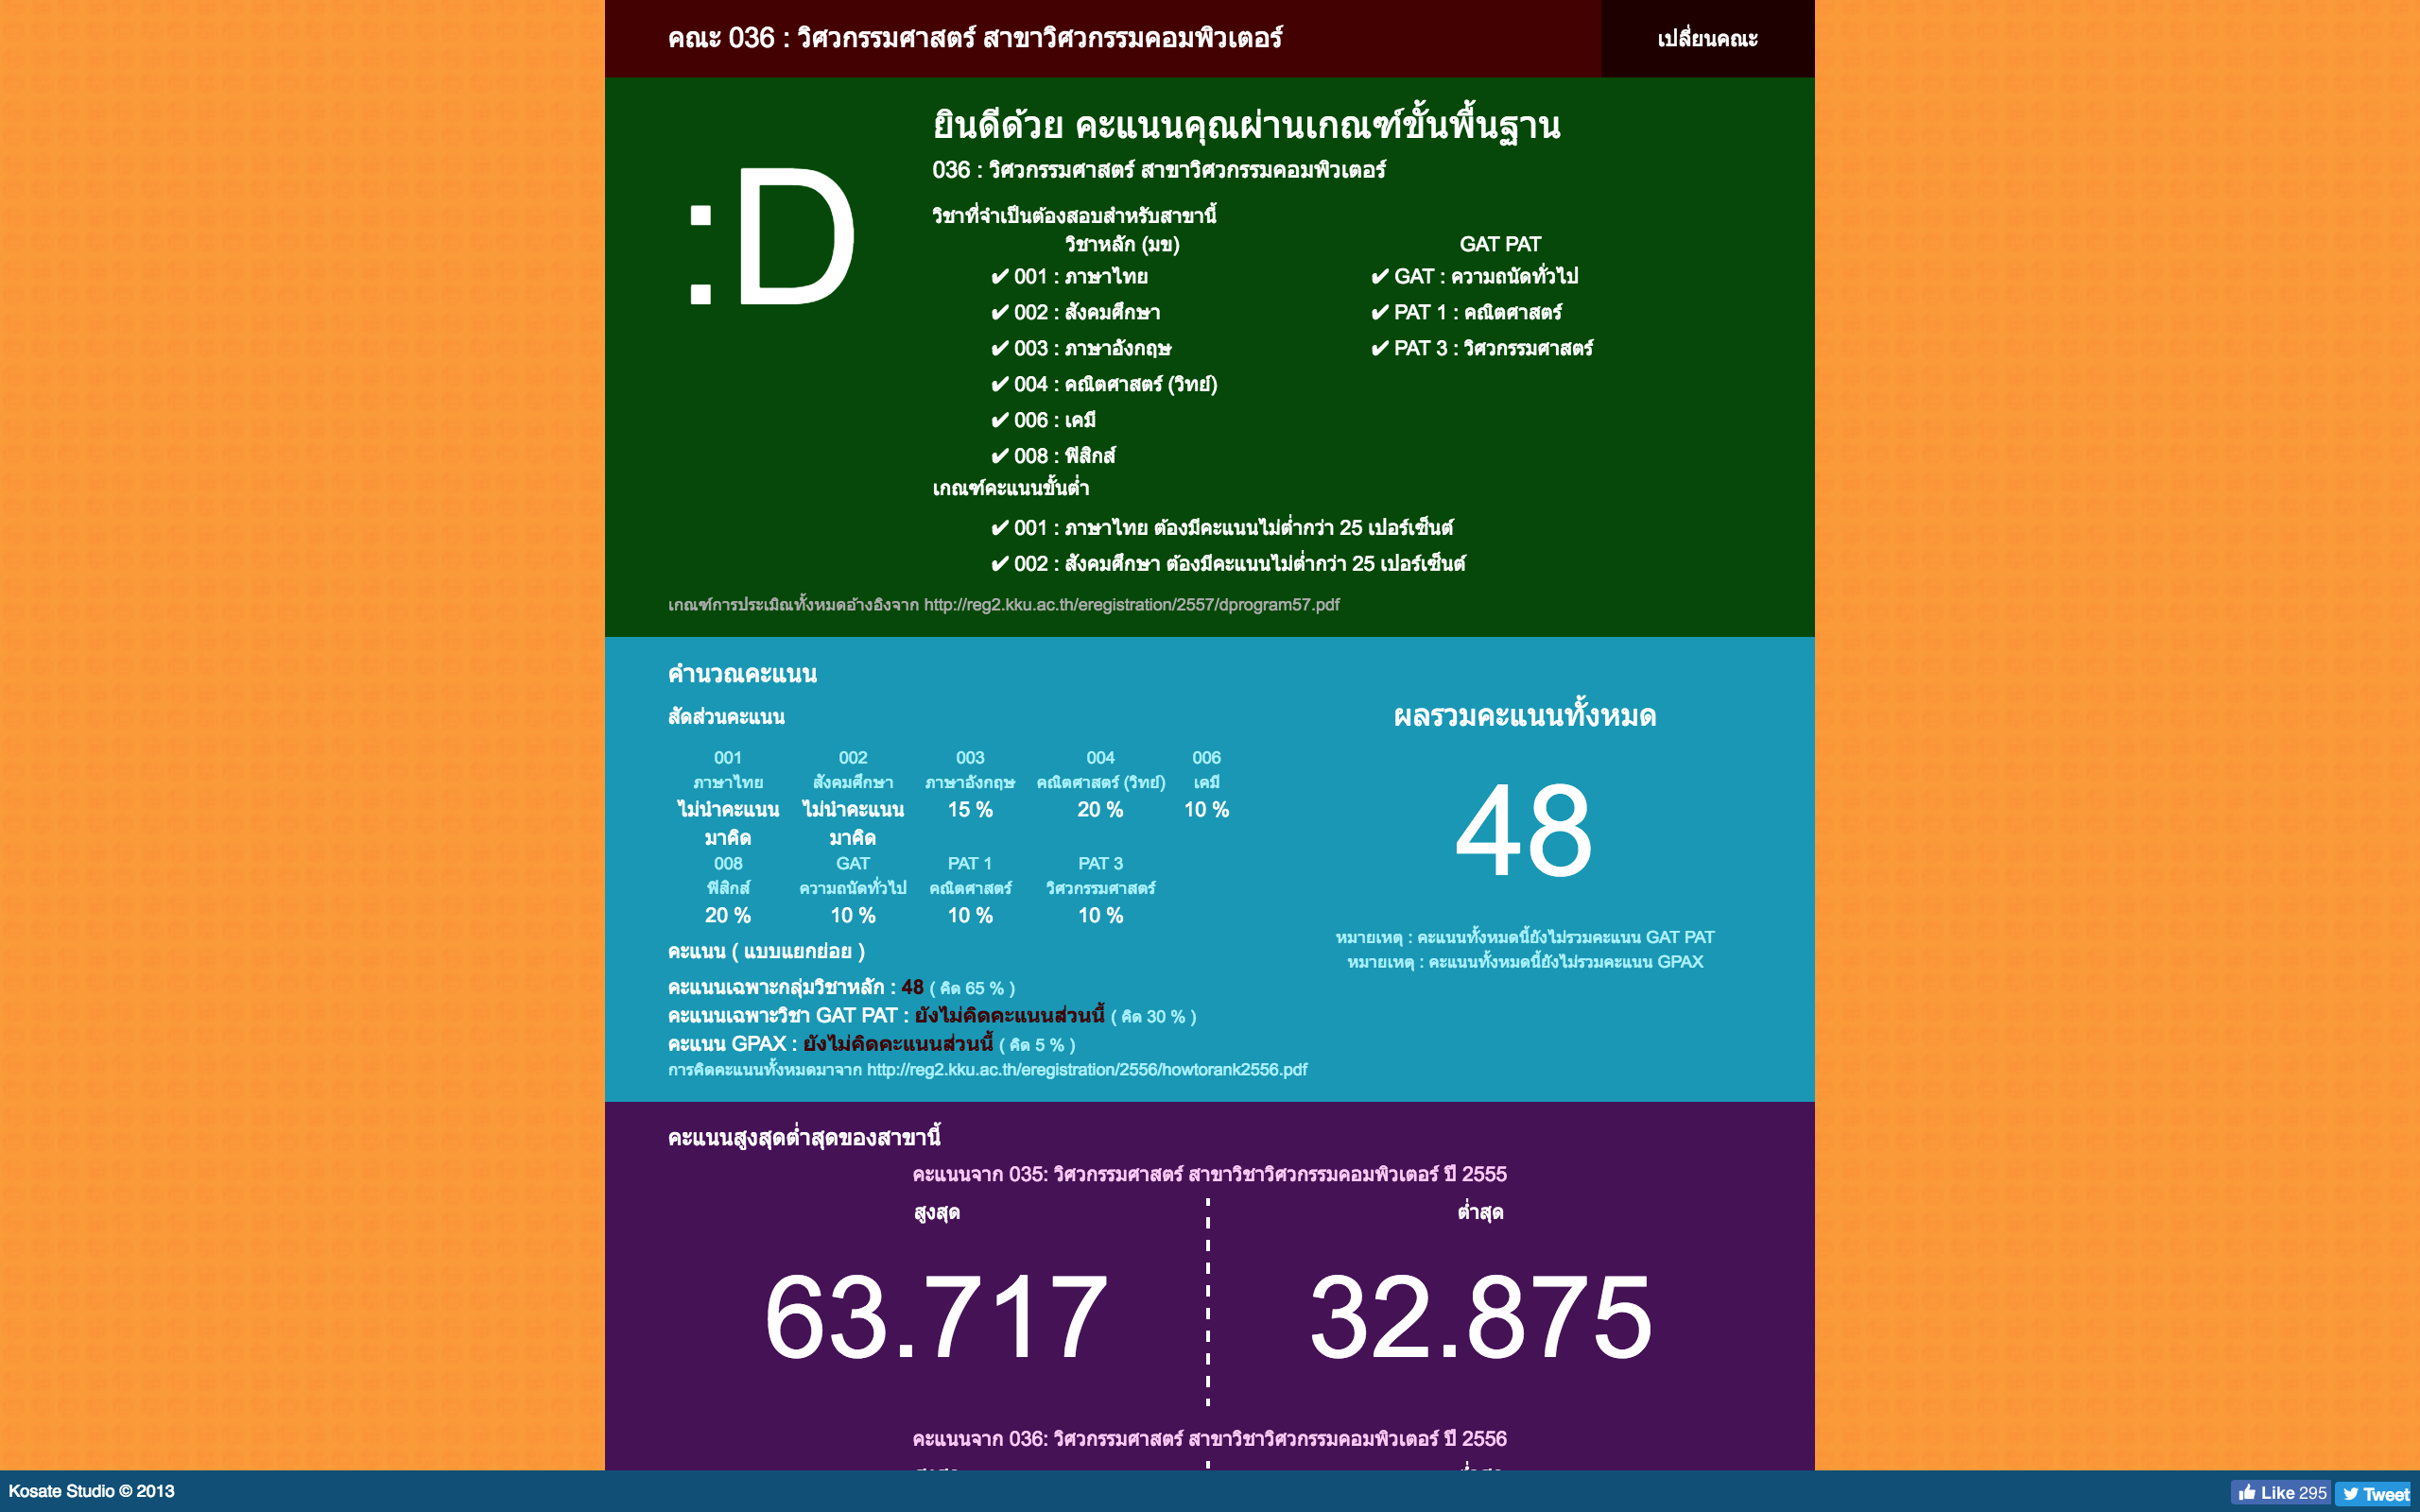 คณะ 036 : วิศวกรรมศาสตร์ สาขาวิศวกรรมคอมพิวเตอร์
เปลี่ยนคณะ
:D
ยินดีด้วย คะแนนคุณผ่านเกณฑ์ขั้นพื้นฐาน
036 : วิศวกรรมศาสตร์ สาขาวิศวกรรมคอมพิวเตอร์
วิชาที่จำเป็นต้องสอบสำหรับสาขานี้
วิชาหลัก (มข) GAT PAT
✔ 001 : ภาษาไทย ✔ GAT : ความถนัดทั่วไป
✔ 002 : สังคมศึกษา ✔ PAT 1 : คณิตศาสตร์
✔ 003 : ภาษาอังกฤษ ✔ PAT 3 : วิศวกรรมศาสตร์
✔ 004 : คณิตศาสตร์ (วิทย์)
✔ 006 : เคมี
✔ 008 : ฟิสิกส์
เกณฑ์คะแนนขั้นต่ำ
✔ 001 : ภาษาไทย ต้องมีคะแนนไม่ต่ำกว่า 25 เปอร์เซ็นต์
✔ 002 : สังคมศึกษา ต้องมีคะแนนไม่ต่ำกว่า 25 เปอร์เซ็นต์
เกณฑ์การประเมิณทั้งหมดอ้างอิงจาก http://reg2.kku.ac.th/eregistration/2557/dprogram57.pdf
คำนวณคะแนน
สัดส่วนคะแนน
001 002 003 004 006
ภาษาไทย สังคมศึกษา ภาษาอังกฤษ คณิตศาสตร์ (วิทย์) เคมี
ไม่นำคะแนน ไม่นำคะแนน 15 % 20 % 10 %
มาคิด มาคิด
008 GAT PAT 1 PAT 3
ฟิสิกส์ ความถนัดทั่วไป คณิตศาสตร์ วิศวกรรมศาสตร์
20 % 10 % 10 % 10 %
คะแนน ( แบบแยกย่อย )
คะแนนเฉพาะกลุ่มวิชาหลัก : 48 ( คิด 65 % )
คะแนนเฉพาะวิชา GAT PAT : ยังไม่คิดคะแนนส่วนนี้ ( คิด 30 % )
คะแนน GPAX : ยังไม่คิดคะแนนส่วนนี้ ( คิด 5 % )
การคิดคะแนนทั้งหมดมาจาก http://reg2.kku.ac.th/eregistration/2556/howtorank2556.pdf
ผลรวมคะแนนทั้งหมด
48
หมายเหตุ : คะแนนทั้งหมดนี้ยังไม่รวมคะแนน GAT PAT
หมายเหตุ : คะแนนทั้งหมดนี้ยังไม่รวมคะแนน GPAX
คะแนนสูงสุดต่ำสุดของสาขานี้
คะแนนจาก 035: วิศวกรรมศาสตร์ สาขาวิชาวิศวกรรมคอมพิวเตอร์ ปี 2555
สูงสุด ต่ำสุด
63.717 32.875
คะแนนจาก 036: วิศวกรรมศาสตร์ สาขาวิชาวิศวกรรมคอมพิวเตอร์ ปี 2556
Kosate Studio © 2013
Like 295 Tweet